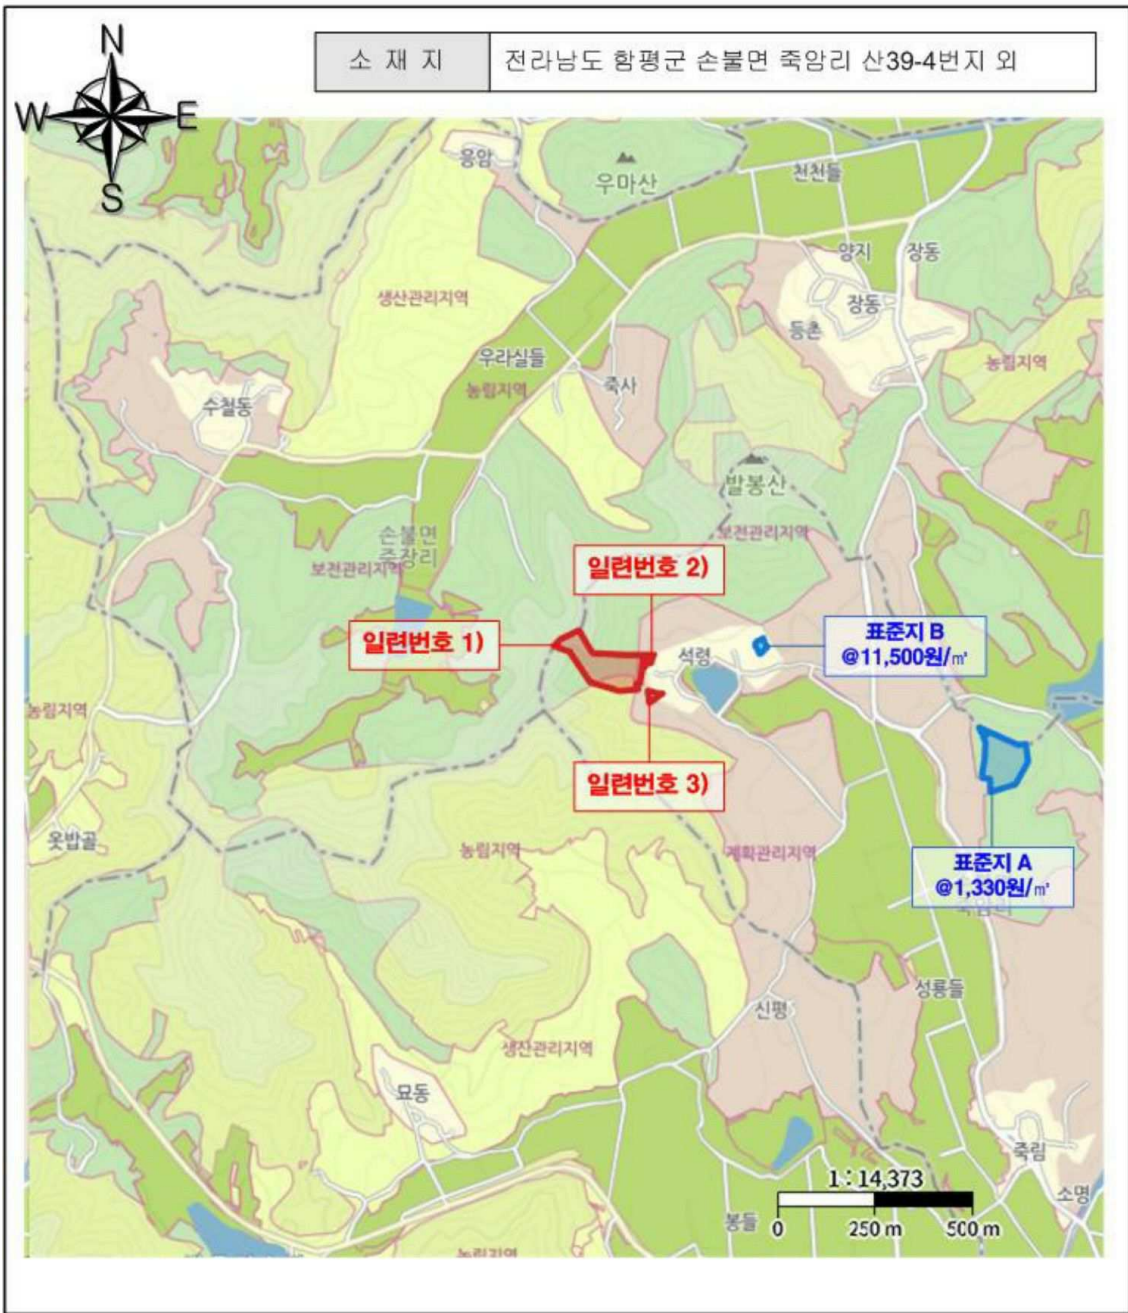 N
W
E
S
소 재 지
전라남도 함평군 손불면 죽암리 산39-4번지 외
용암
우마산
천천들
양지
장동
생산관리지역
장동
등촌
우라실들
농림지역
농림지역
죽사
수철동
발봉산
손불면
죽장리
보전관리지역
보전관리지역
일련번호 2)
일련번호 1)
표준지 B
@11,500원/㎡
석령
농림지역
일련번호 3)
옷밥골
농림지역
계획관리지역
표준지 A
@1,330원/㎡
성룡들
신평
생산관리지역
묘동
죽림
1 : 14,373
소명
봉들
0
250 m
500 m
농림지역